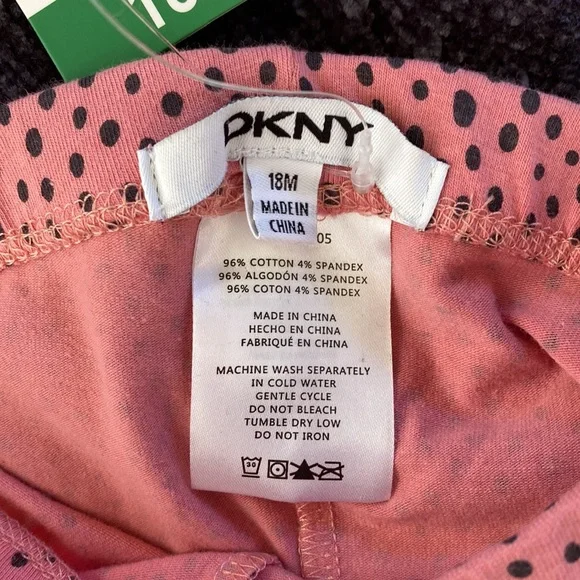 DKNY
18M
MADE IN
CHINA
05
96% COTTON 4% SPANDEX
96% ALGODÓN 4% SPANDEX
96% COTON 4% SPANDEX
MADE IN CHINA
HECHO EN CHINA
FABRIQUÉ EN CHINA
MACHINE WASH SEPARATELY
IN COLD WATER
GENTLE CYCLE
DO NOT BLEACH
TUMBLE DRY LOW
DO NOT IRON
30